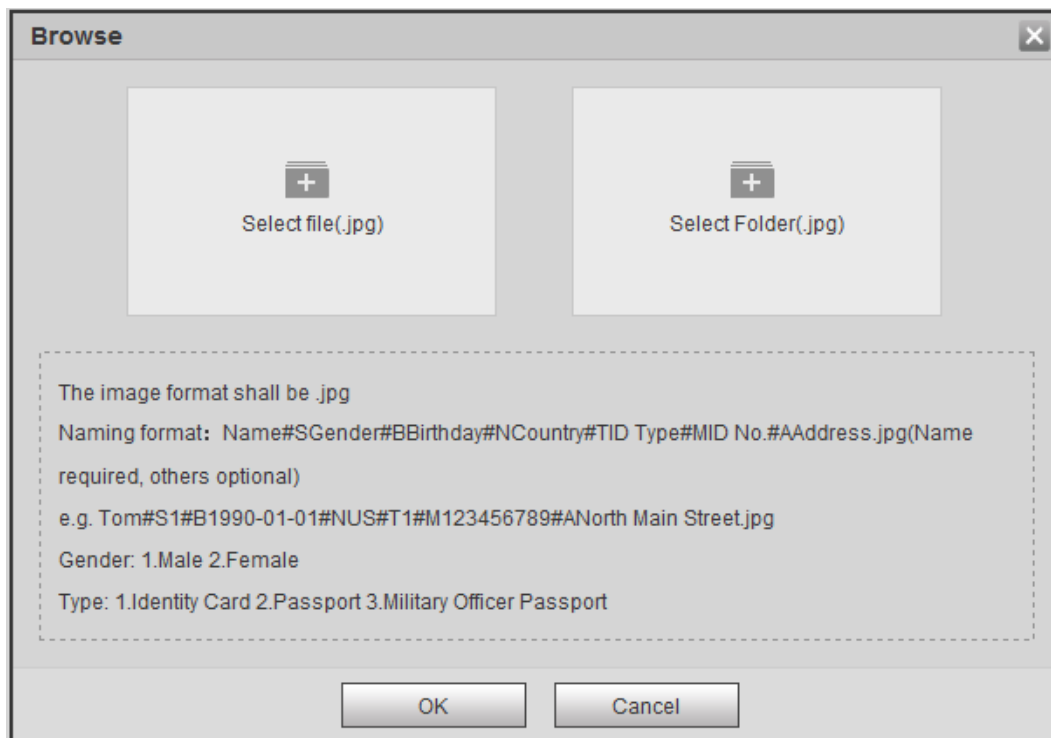 Browse
Select file(.jpg)
Select Folder(.jpg)
The image format shall be .jpg
Naming format：Name#SGender#BBirthday#NCountry#TID Type#MID No.#AAddress.jpg(Name
required, others optional)
e.g. Tom#S1#B1990-01-01#NUS#T1#M123456789#ANorth Main Street.jpg
Gender: 1.Male 2.Female
Type: 1.Identity Card 2.Passport 3.Military Officer Passport
OK
Cancel